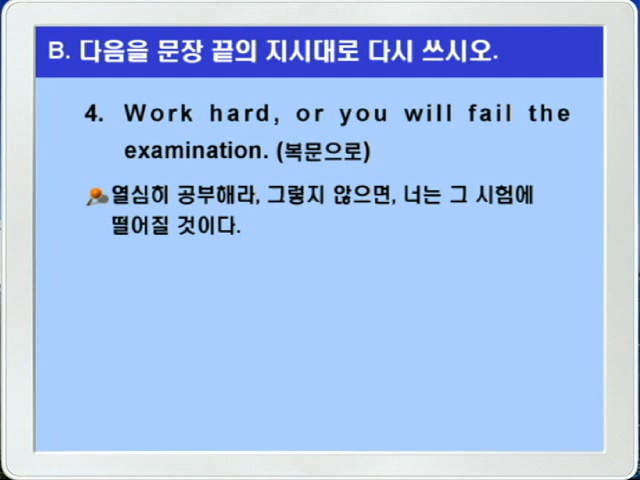 B. 다음을 문장 끝의 지시대로 다시 쓰시오.
4. Work hard, or you will fail the
examination. (복문으로)
열심히 공부해라, 그렇지 않으면, 너는 그 시험에
떨어질 것이다.